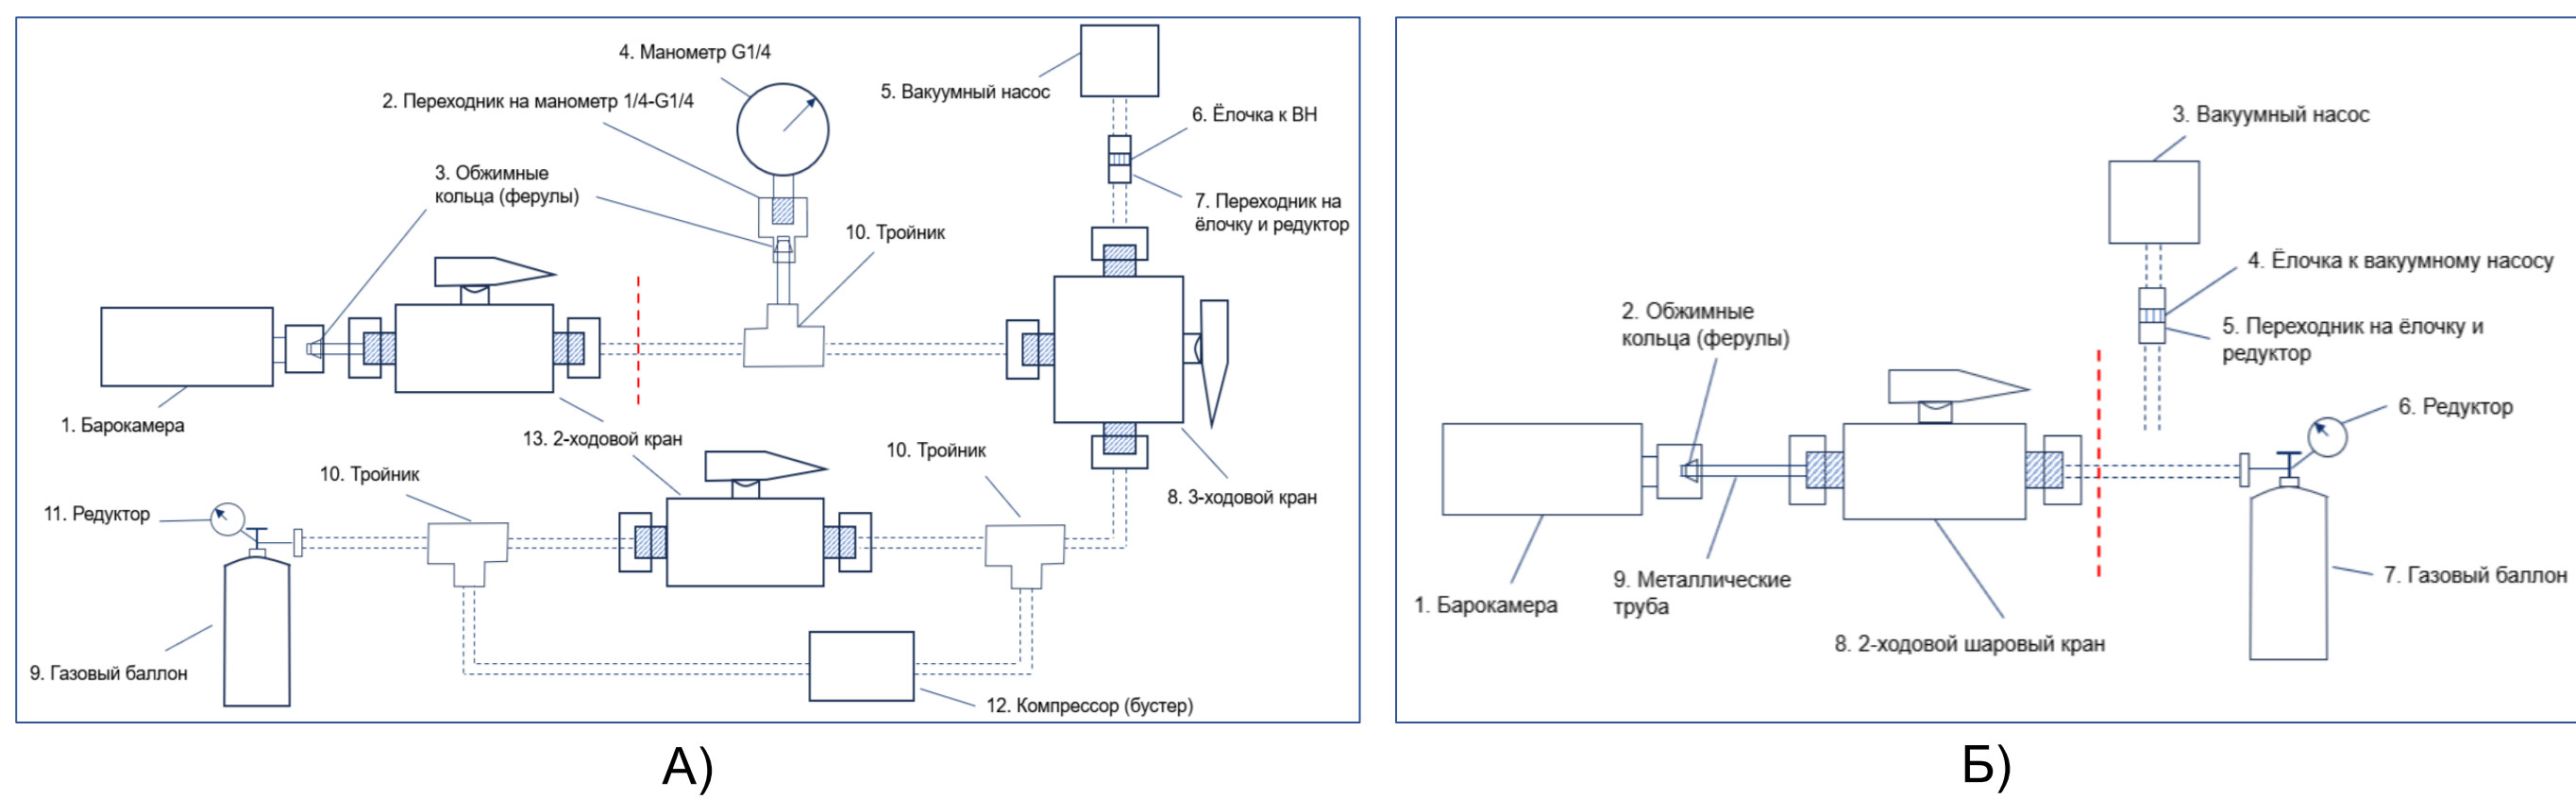 4. Манометр G1/4
2. Переходник на манометр 1/4-G1/4
3. Обжимные
кольца (ферулы)
5. Вакуумный насос
6. Ёлочка к ВН
7. Переходник на
ёлочку и редуктор
10. Тройник
1. Барокамера
13. 2-ходовой кран
10. Тройник
10. Тройник
8. 3-ходовой кран
11. Редуктор
9. Газовый баллон
12. Компрессор (бустер)
А)
3. Вакуумный насос
4. Ёлочка к вакуумному насосу
2. Обжимные
кольца (ферулы)
5. Переходник на ёлочку и
редуктор
6. Редуктор
9. Металлические
труба
1. Барокамера
7. Газовый баллон
8. 2-ходовой шаровый кран
Б)